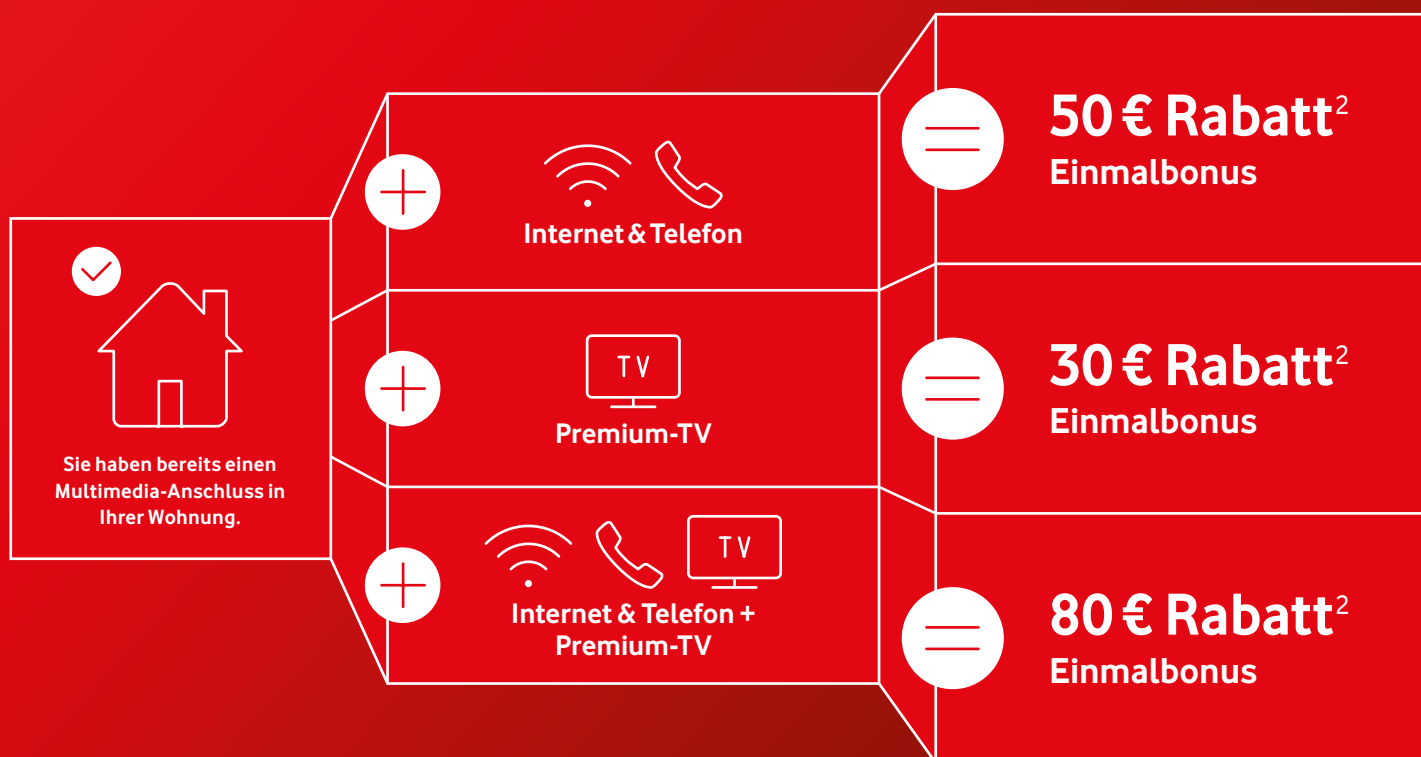 Sie haben bereits einen
Multimedia-Anschluss in
Ihrer Wohnung.
Internet & Telefon
50 € Rabatt²
Einmalbonus
TV
Premium-TV
30 € Rabatt²
Einmalbonus
TV
Internet & Telefon +
Premium-TV
80 € Rabatt²
Einmalbonus